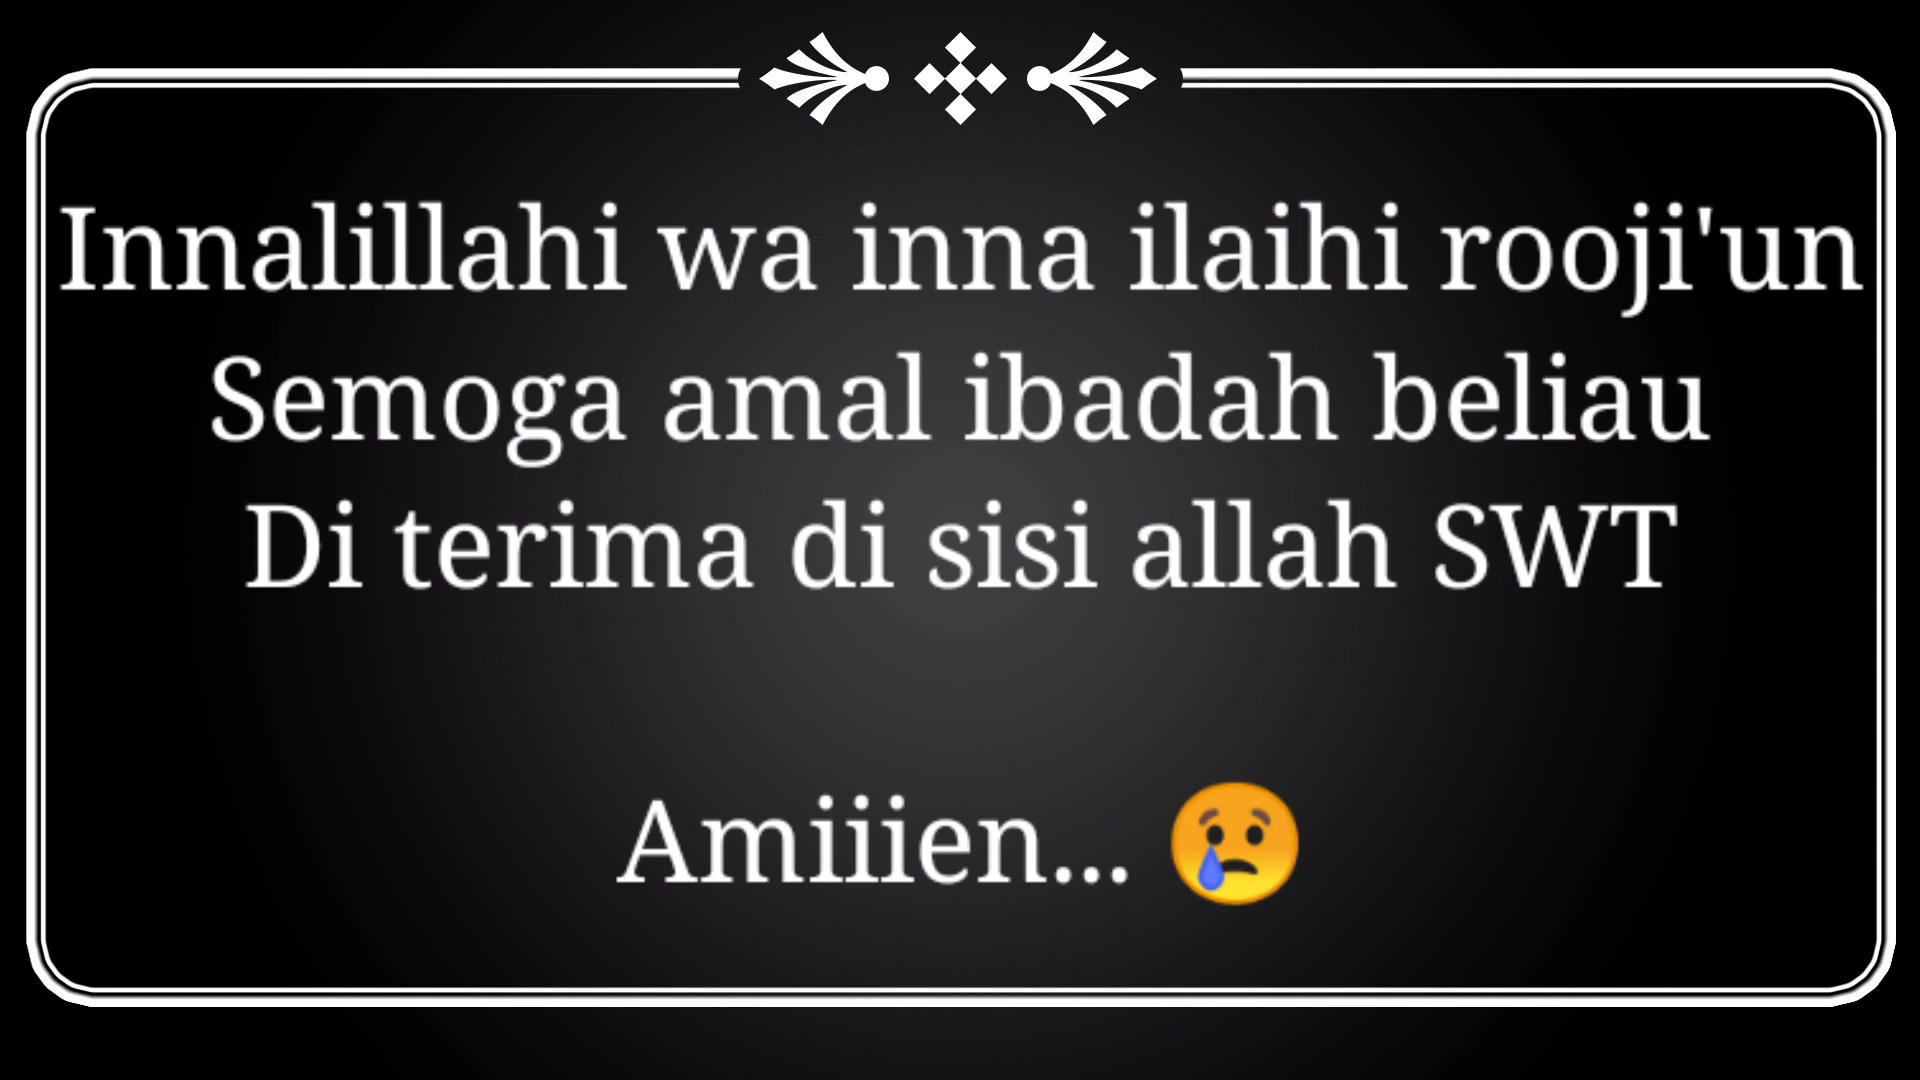 Innalillahi wa inna ilaihi rooji'un
Semoga amal ibadah beliau
Di terima di sisi allah SWT
Amiiien... 😢